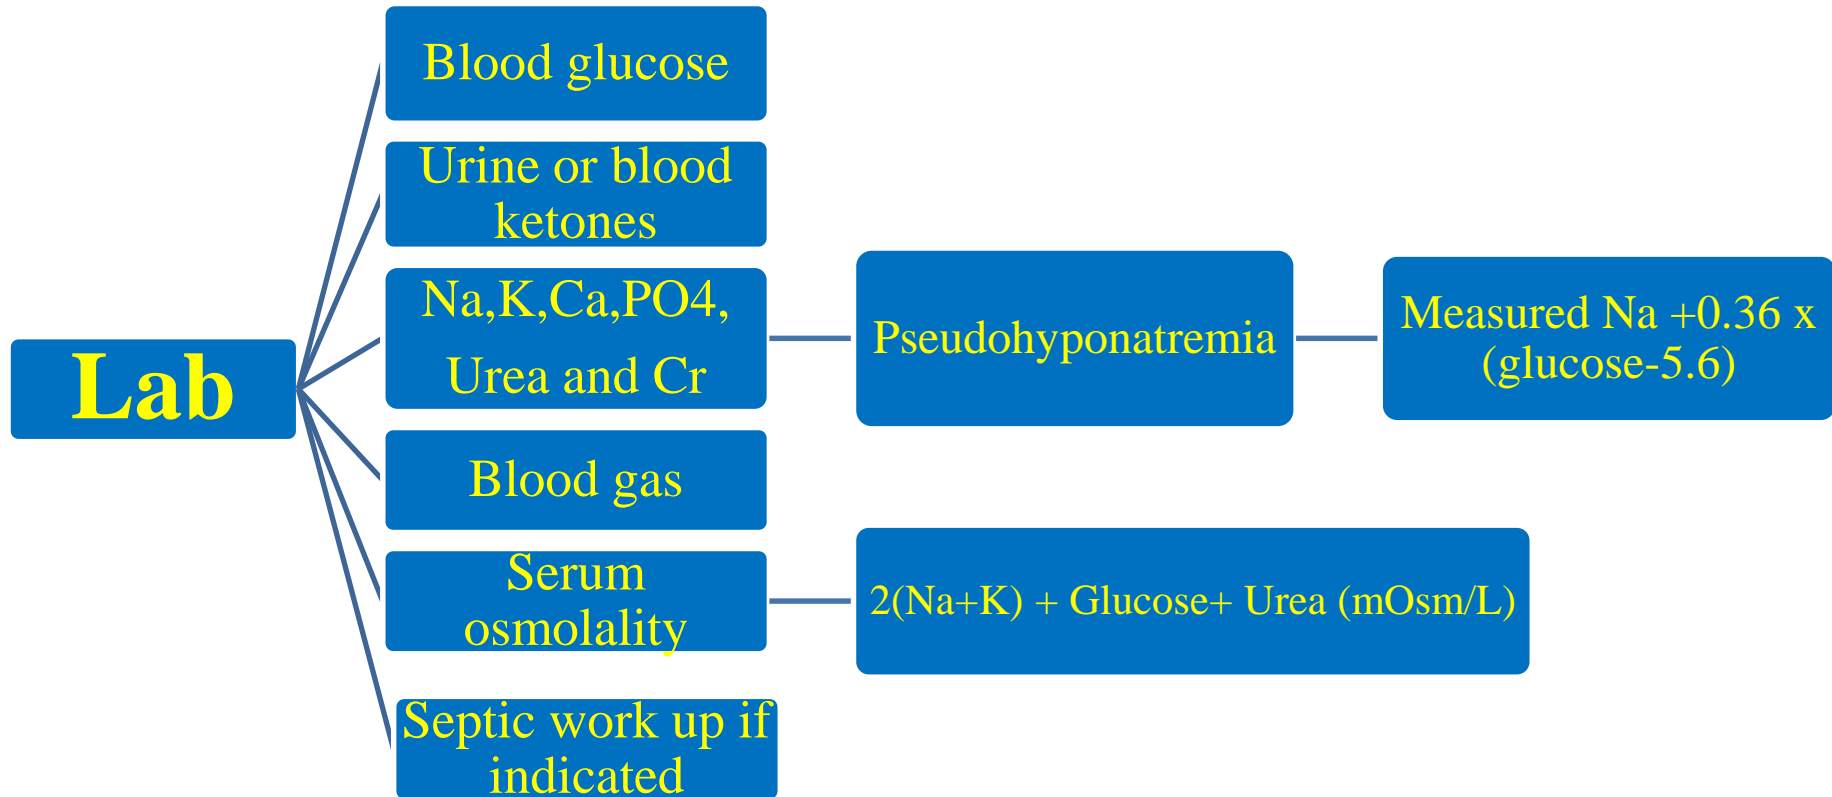 Lab
Blood glucose
Urine or blood
ketones
Na,K,Ca,PO4,
Urea and Cr
Pseudohyponatremia
Measured Na +0.36 x
(glucose-5.6)
Blood gas
Serum
osmolality
2(Na+K) + Glucose+ Urea (mOsm/L)
Septic work up if
indicated